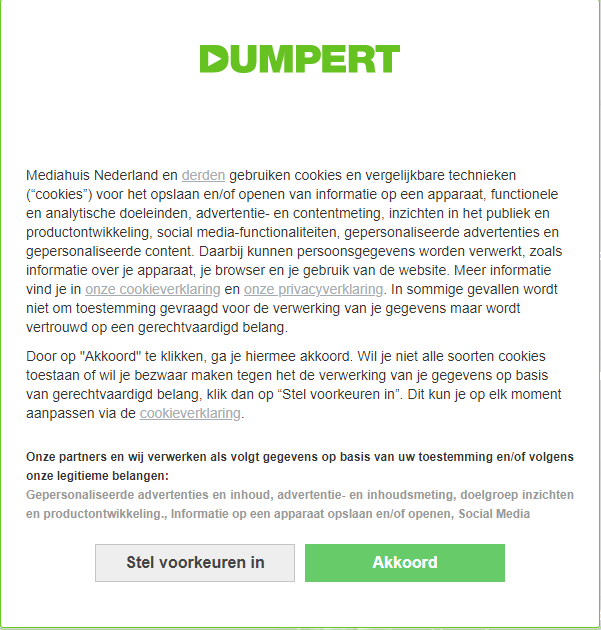 DUMPERT
Mediahuis Nederland en derden gebruiken cookies en vergelijkbare technieken
(“cookies”) voor het opslaan en/of openen van informatie op een apparaat, functionele
en analytische doeleinden, advertentie- en contentmeting, inzichten in het publiek en
productontwikkeling, social media-functionaliteiten, gepersonaliseerde advertenties en
gepersonaliseerde content. Daarbij kunnen persoonsgegevens worden verwerkt, zoals
informatie over je apparaat, je browser en je gebruik van de website. Meer informatie
vind je in onze cookieverklaring en onze privacyverklaring. In sommige gevallen wordt
niet om toestemming gevraagd voor de verwerking van je gegevens maar wordt
vertrouwd op een gerechtvaardigd belang.
Door op "Akkoord" te klikken, ga je hiermee akkoord. Wil je niet alle soorten cookies
toestaan of wil je bezwaar maken tegen het de verwerking van je gegevens op basis
van gerechtvaardigd belang, klik dan op “Stel voorkeuren in”. Dit kun je op elk moment
aanpassen via de cookieverklaring.
Onze partners en wij verwerken als volgt gegevens op basis van uw toestemming en/of volgens
onze legitieme belangen:
Gepersonaliseerde advertenties en inhoud, advertentie- en inhoudsmeting, doelgroep inzichten
en productontwikkeling., Informatie op een apparaat opslaan en/of openen, Social Media
Stel voorkeuren in
Akkoord